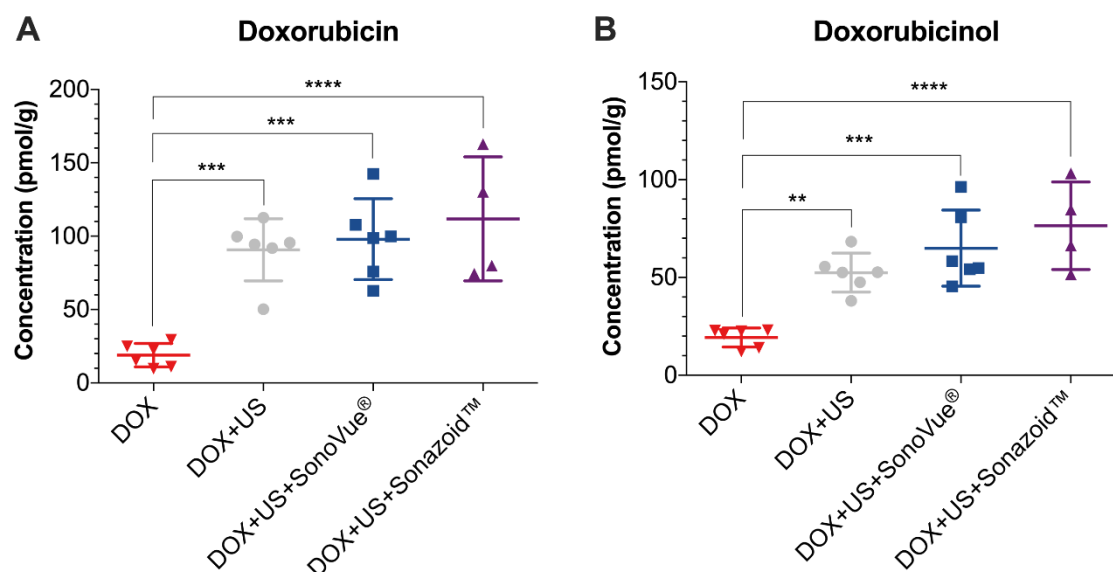 A
Doxorubicin
Concentration (pmol/g)
200
150
100
50
0
****
***
***
DOX
DOX+US
DOX+US+SonoVue®
DOX+US+Sonazoid™
B
Doxorubicinol
Concentration (pmol/g)
150
100
50
0
****
***
**
DOX
DOX+US
DOX+US+SonoVue®
DOX+US+Sonazoid™